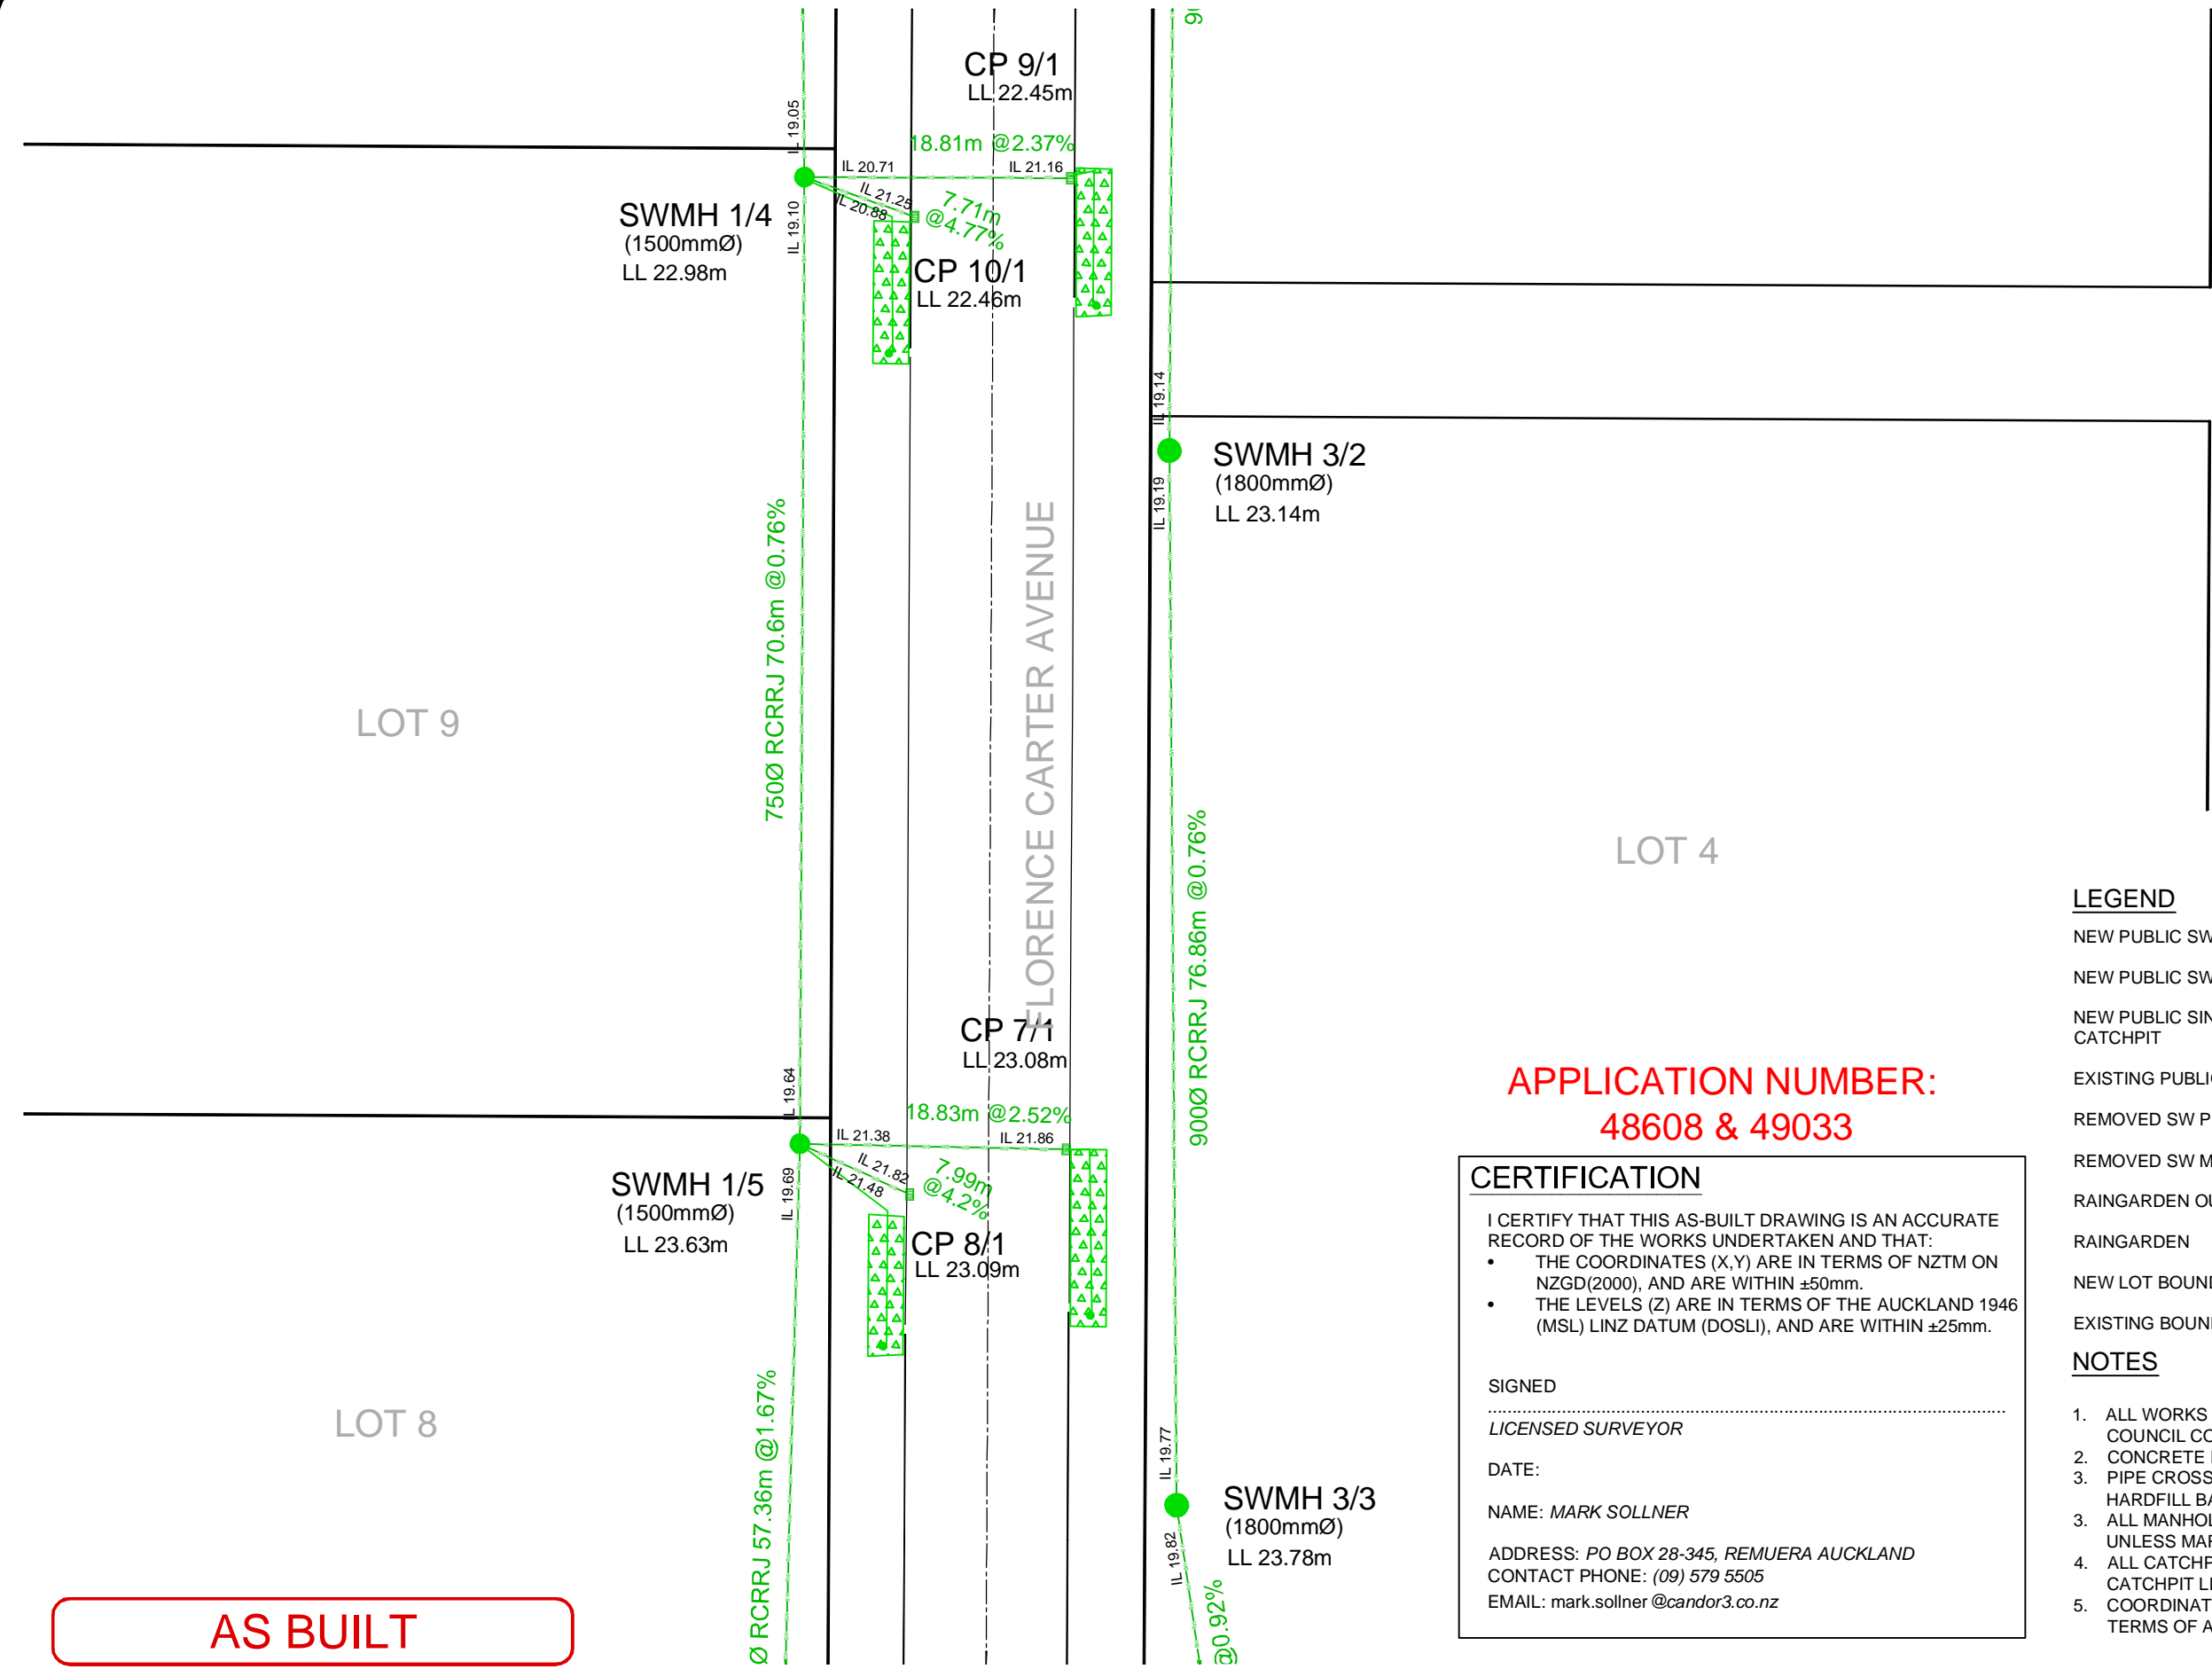 CP 9/1
LL 22.45m
IL 19.05
18.81m @2.37%
IL 20.71
IL 21.16
IL 21.25
IL 20.88
7.71m
@4.77%
SWMH 1/4
(1500mmØ)
LL 22.98m
IL 19.10
CP 10/1
LL 22.46m
IL 19.14
SWMH 3/2
(1800mmØ)
LL 23.14m
IL 19.19
750Ø RCRRJ 70.6m @0.76%
FLORENCE CARTER AVENUE
LOT 9
LOT 4
900Ø RCRRJ 76.86m @0.76%
CP 7/1
LL 23.08m
IL 19.64
18.83m @2.52%
IL 21.38
IL 21.86
IL 21.82
IL 21.48
7.99m
@4.2%
SWMH 1/5
(1500mmØ)
LL 23.63m
IL 19.69
CP 8/1
LL 23.09m
LOT 8
Ø RCRRJ 57.36m @1.67%
IL 19.77
SWMH 3/3
(1800mmØ)
LL 23.78m
IL 19.82
@0.92%
AS BUILT
APPLICATION NUMBER:
48608 & 49033
CERTIFICATION
I CERTIFY THAT THIS AS-BUILT DRAWING IS AN ACCURATE
RECORD OF THE WORKS UNDERTAKEN AND THAT:
• THE COORDINATES (X,Y) ARE IN TERMS OF NZTM ON
NZGD(2000), AND ARE WITHIN ±50mm.
• THE LEVELS (Z) ARE IN TERMS OF THE AUCKLAND 1946
(MSL) LINZ DATUM (DOSLI), AND ARE WITHIN ±25mm.
SIGNED
LICENSED SURVEYOR
DATE:
NAME: MARK SOLLNER
ADDRESS: PO BOX 28-345, REMUERA AUCKLAND
CONTACT PHONE: (09) 579 5505
EMAIL: mark.sollner@candor3.co.nz
LEGEND
NEW PUBLIC SW
NEW PUBLIC SW
NEW PUBLIC
CATCHPIT
EXISTING
REMOVED SW
REMOVED SW
RAINGARDEN
RAINGARDEN
NEW LOT
EXISTING
NOTES
1. ALL WORKS
COUNCIL
2. CONCRETE
3. PIPE
HARDFILL
3. ALL
UNLESS
4. ALL
CATCHPIT
5.
TERMS OF